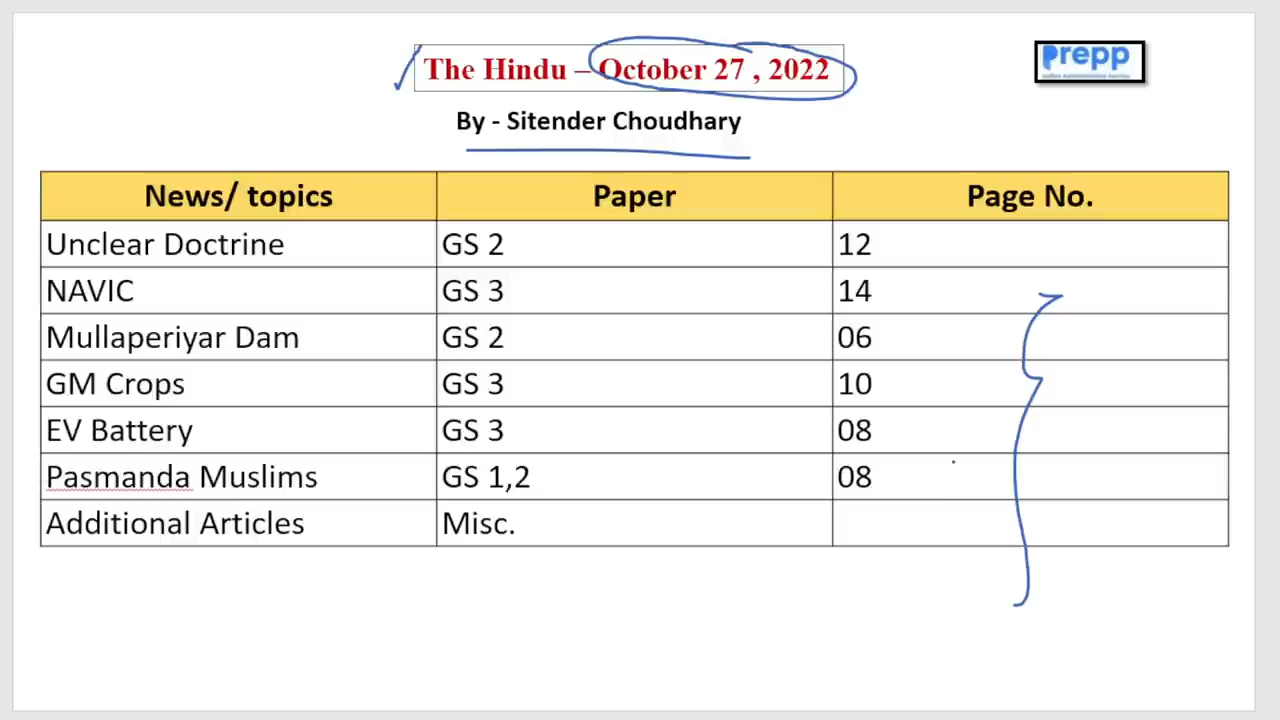 The Hindu – October 27 , 2022
prepp
By - Sitender Choudhary
News/ topics Paper Page No.
Unclear Doctrine GS 2 12
NAVIC GS 3 14
Mullaperiyar Dam GS 2 06
GM Crops GS 3 10
EV Battery GS 3 08
Pasmanda Muslims GS 1,2 08
Additional Articles Misc.